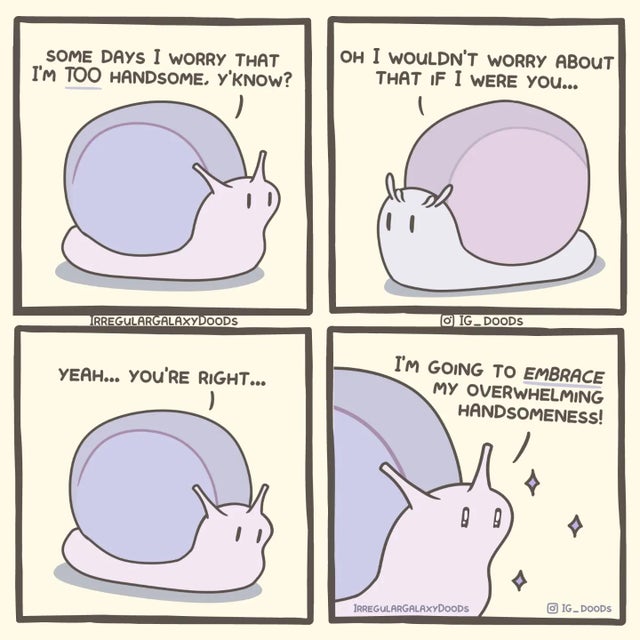 SOME DAYS I WORRY THAT
I'M TOO HANDSOME, Y'KNOW?
OH I WOULDN'T WORRY ABOUT
THAT IF I WERE YOU...
IRREGULARGALAXYDOODS
IG_DOODS
YEAH... YOU'RE RIGHT...
I'M GOING TO EMBRACE
MY OVERWHELMING
HANDSOMENESS!
IRREGULARGALAXYDOODS
IG_DOODS